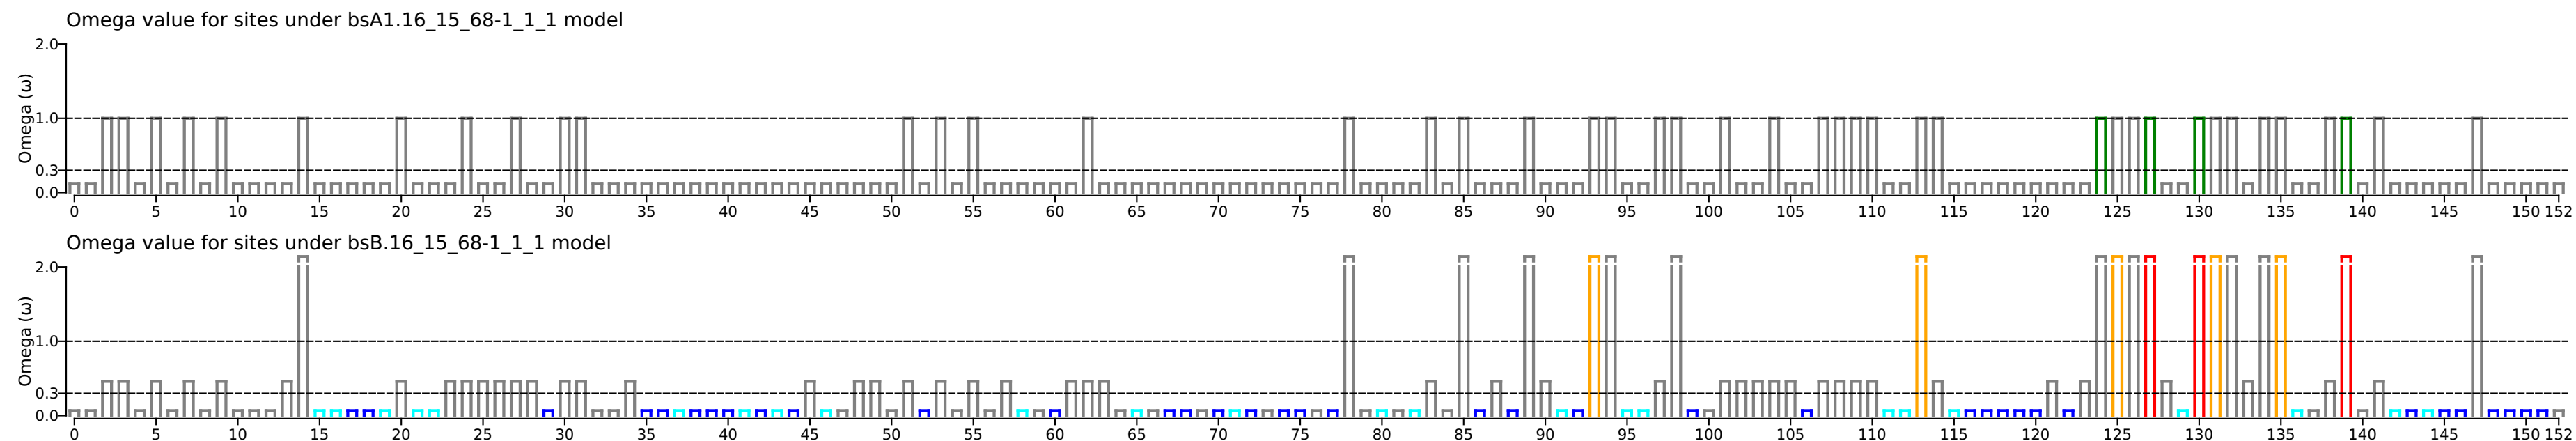 Omega value for sites under bsA1.16_15_68-1_1_1 model
Omega (ω)
2.0
1.0
0.3
0.0
0 5 10 15 20 25 30 35 40 45 50 55 60 65 70 75 80 85 90 95 100 105 110 115 120 125 130 135 140 145 150 152
Omega value for sites under bsB.16_15_68-1_1_1 model
Omega (ω)
2.0
1.0
0.3
0.0
0 5 10 15 20 25 30 35 40 45 50 55 60 65 70 75 80 85 90 95 100 105 110 115 120 125 130 135 140 145 150 152